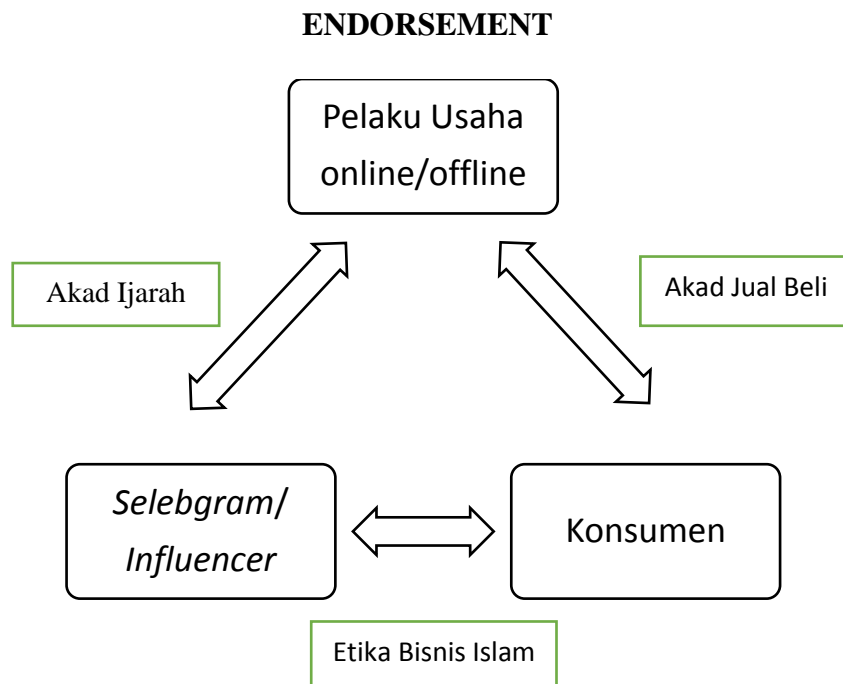 ENDORSEMENT
Pelaku Usaha
online/offline
Akad Ijarah
Akad Jual Beli
Selebgram/
Influencer
Konsumen
Etika Bisnis Islam